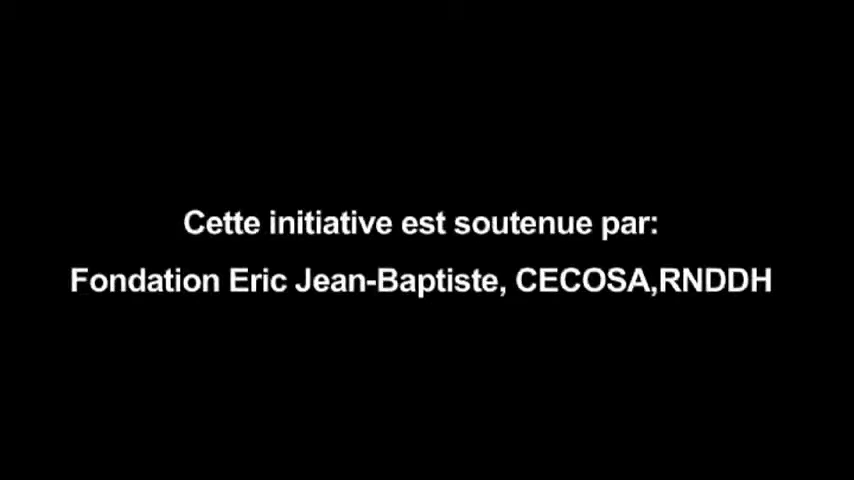 Cette initiative est soutenue par:
Fondation Eric Jean-Baptiste, CECOSA,RNDDH